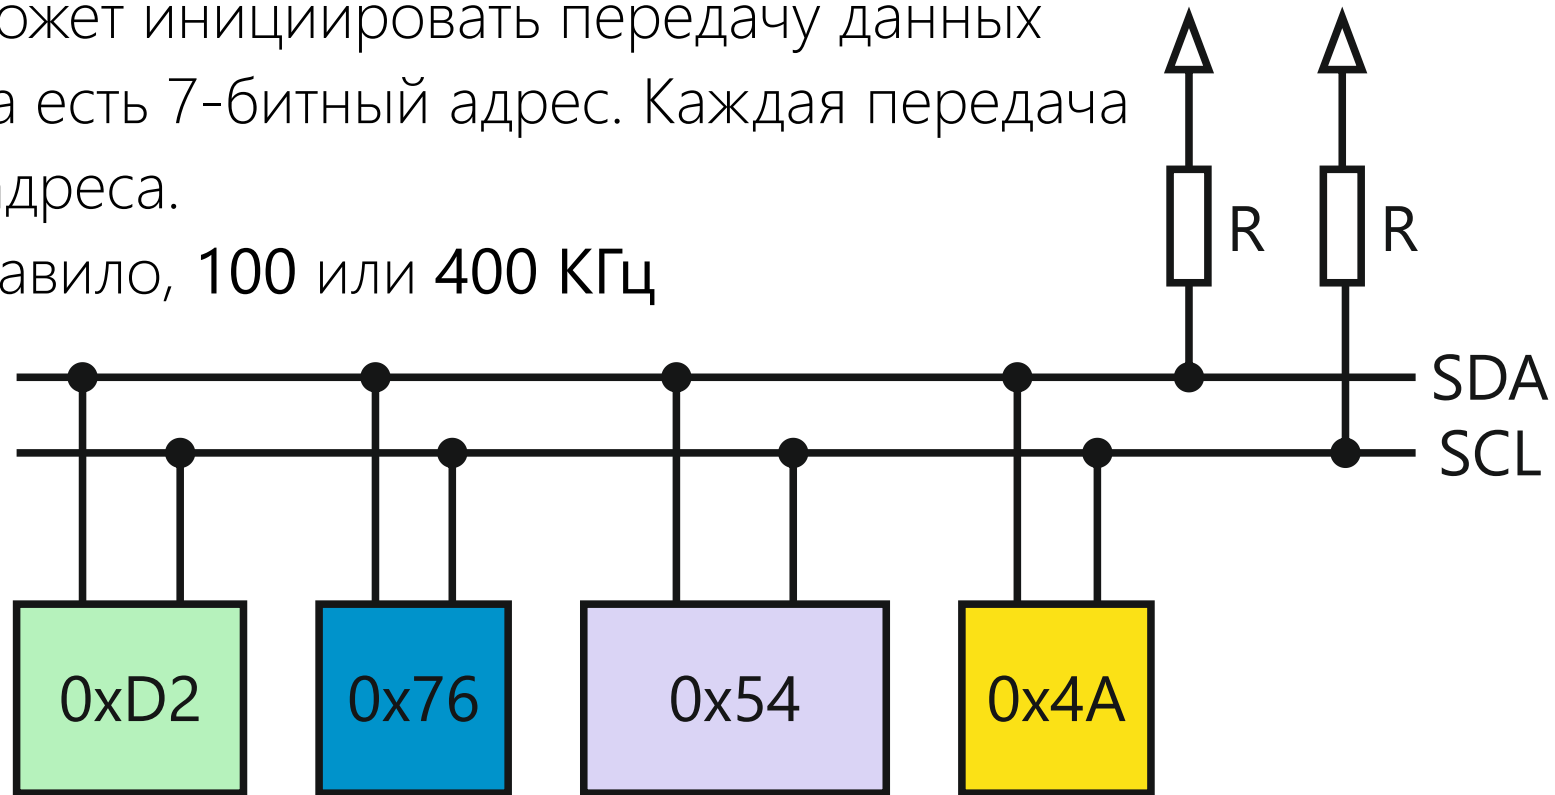 ожет инициировать передачу данных
а есть 7-битный адрес. Каждая передача
адреса.
авило, 100 или 400 КГц
R
R
SDA
SCL
0xD2
0x76
0x54
0x4A